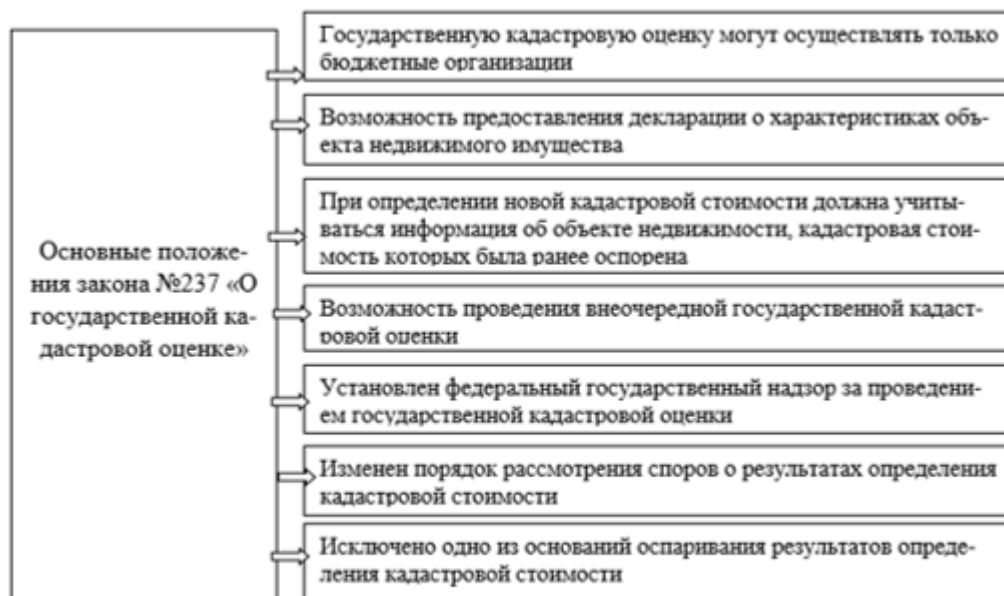 Основные положе-
ния закона №237 «О
государственной ка-
дастровой оценке»
Государственную кадастровую оценку могут осуществлять только
бюджетные организации
Возможность предоставления декларации о характеристиках объ-
екта недвижимого имущества
При определении новой кадастровой стоимости должна учиты-
ваться информация об объекте недвижимости, кадастровая стои-
мость которых была ранее оспорена
Возможность проведения внеочередной государственной кадаст-
ровой оценки
Установлен федеральный государственный надзор за проведени-
ем государственной кадастровой оценки
Изменен порядок рассмотрения споров о результатах определения
кадастровой стоимости
Исключено одно из оснований оспаривания результатов опреде-
ления кадастровой стоимости